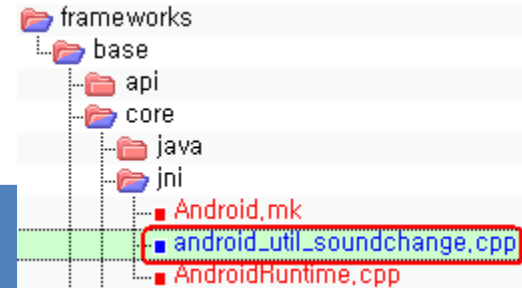 frameworks
base
api
core
java
jni
Android.mk
android_util_soundchange.cpp
AndroidRuntime.cpp